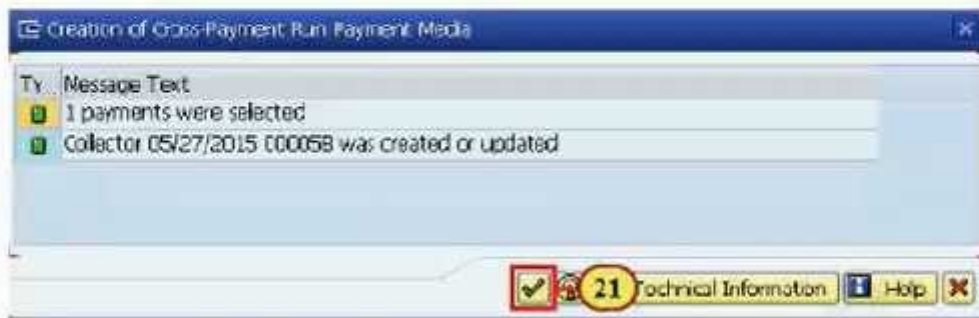 Creation of Cross-Payment Run Payment Media
Ty Message Text
1 payments were selected
Collector 05/27/2015 000058 was created or updated
21 Technical Information Help